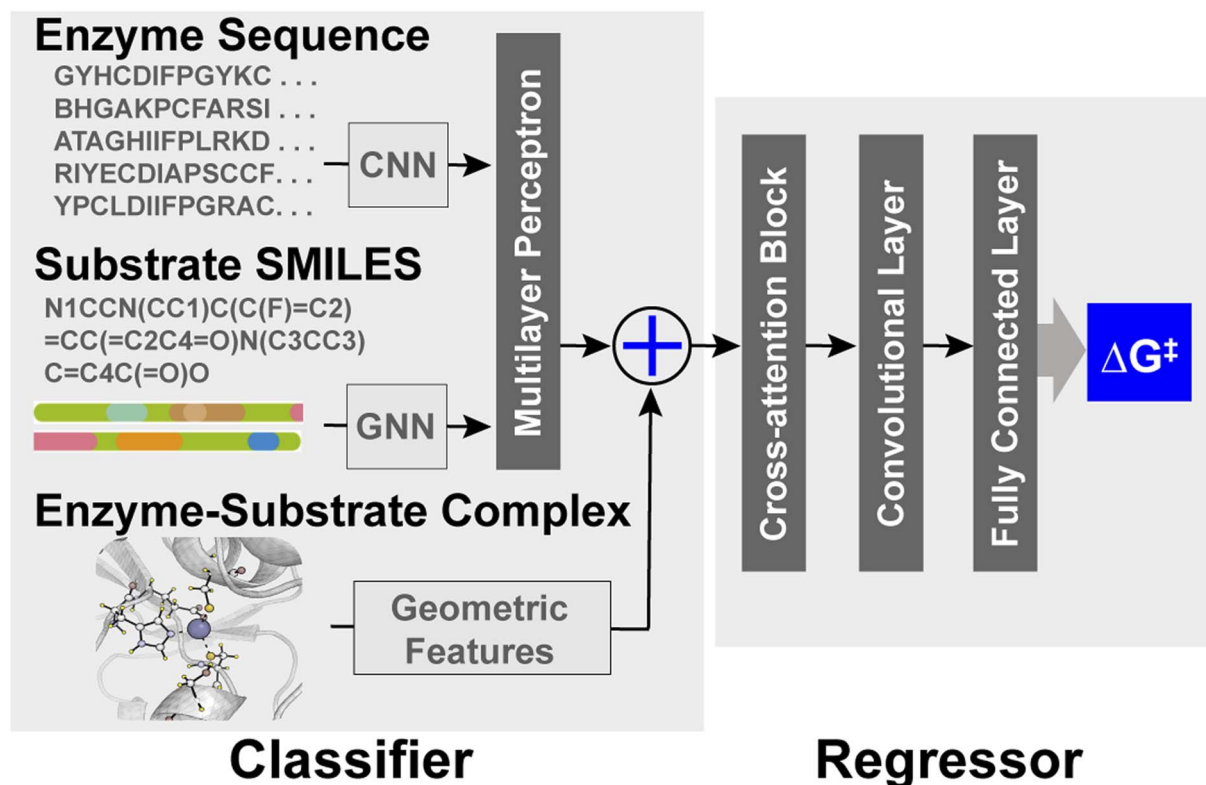 Enzyme Sequence
GYHCDIFPGYKC . . .
BHGAKPCFARSI . . .
ATAGHIIFPLRKD . . .
RIYECDIAPSCCF. . .
YPCLDIIFPGRAC. . .
CNN
Substrate SMILES
N1CCN(CC1)C(C(F)=C2)
=CC(=C2C4=O)N(C3CC3)
C=C4C(=O)O
GNN
Multilayer Perceptron
Enzyme-Substrate Complex
Geometric
Features
Classifier
Cross-attention Block
Convolutional Layer
Fully Connected Layer
ΔG‡
Regressor